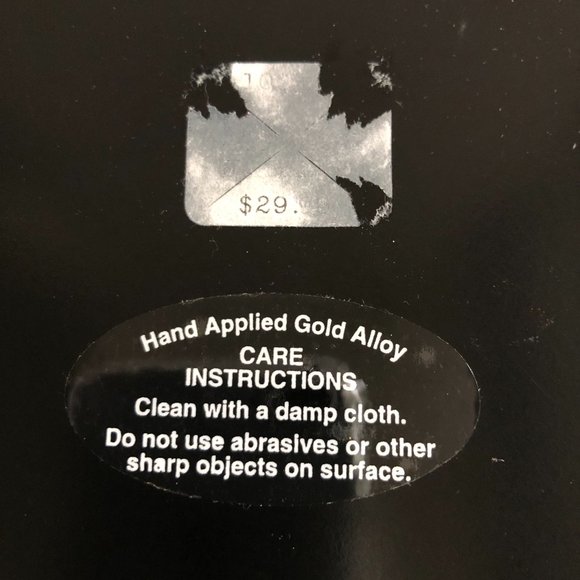 $29.
Hand Applied Gold Alloy
CARE
INSTRUCTIONS
Clean with a damp cloth.
Do not use abrasives or other
sharp objects on surface.